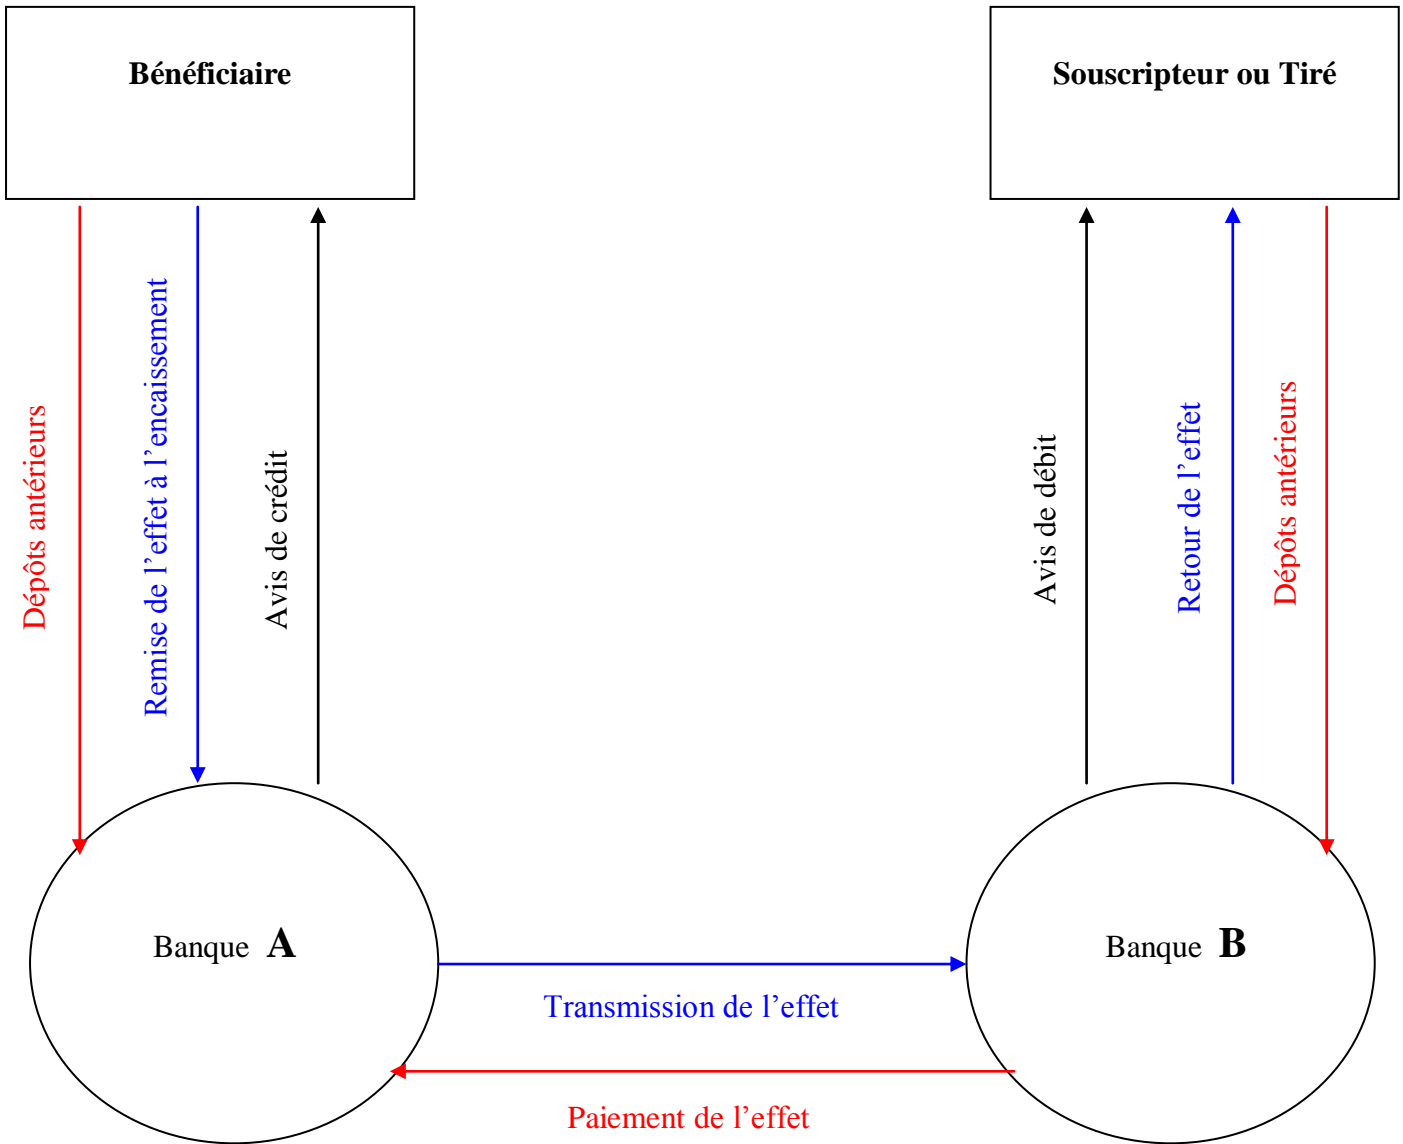 Bénéficiaire
Souscripteur ou Tiré
Dépôts antérieurs
Remise de l’effet à l’encaissement
Avis de crédit
Avis de débit
Retour de l’effet
Dépôts antérieurs
Banque A
Banque B
Transmission de l’effet
Paiement de l’effet